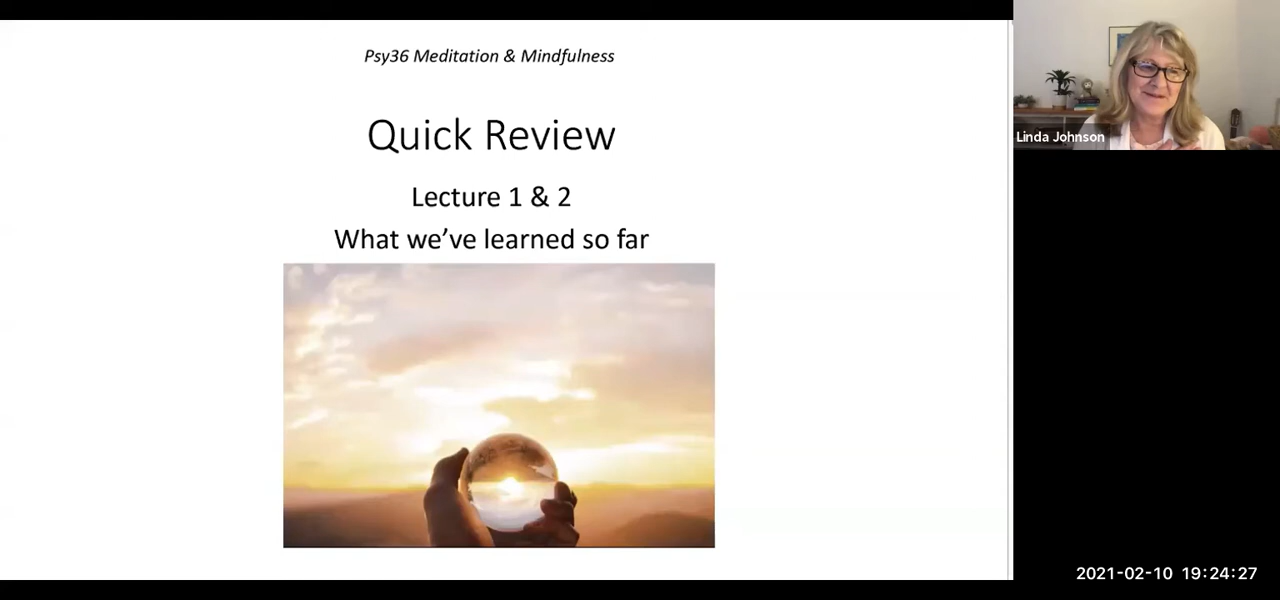 Psy36 Meditation & Mindfulness
Quick Review
Lecture 1 & 2
What we’ve learned so far
Linda Johnson
2021-02-10 19:24:27